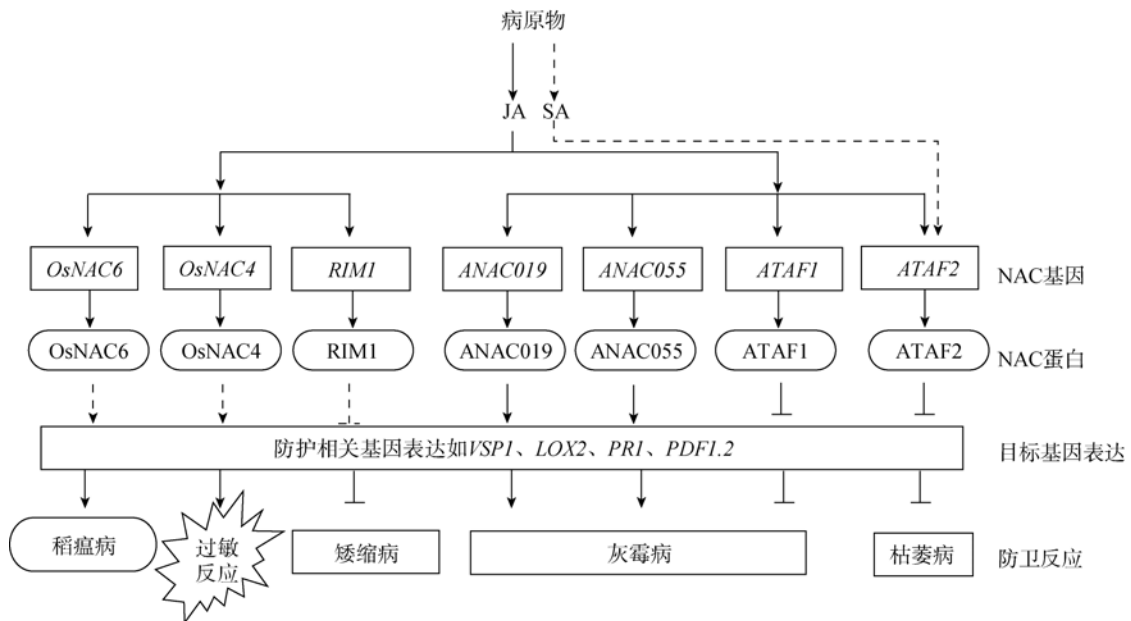 病原物
JA SA
OsNAC6 OsNAC4 RIM1 ANAC019 ANAC055 ATAF1 ATAF2 NAC基因
OsNAC6 OsNAC4 RIM1 ANAC019 ANAC055 ATAF1 ATAF2 NAC蛋白
防护相关基因表达如VSP1、LOX2、PR1、PDF1.2 目标基因表达
稻瘟病 过敏 矮缩病 灰霉病 枯萎病 防卫反应
反应